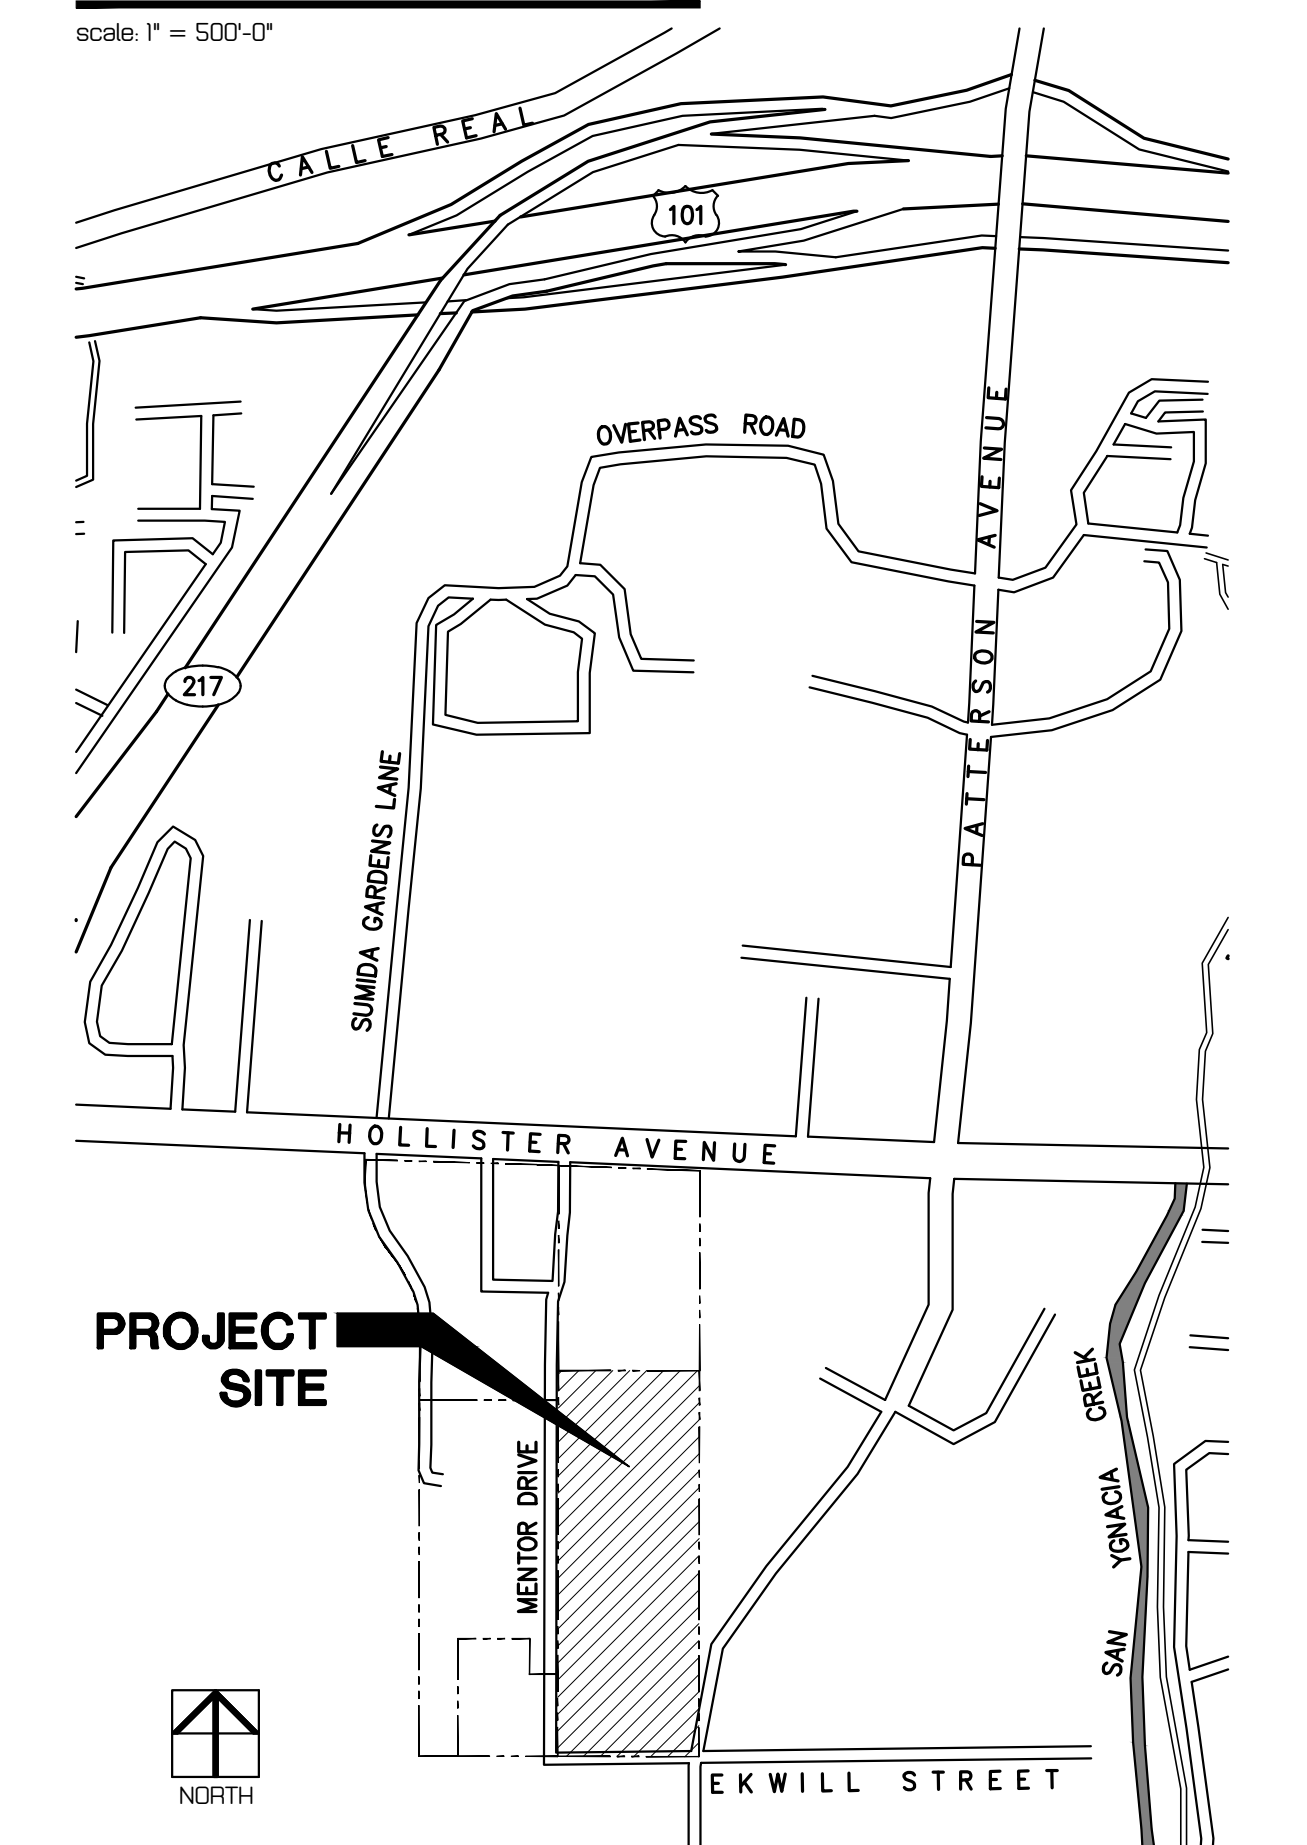 scale: 1" = 500'-0"
CALLE REAL
101
OVERPASS ROAD
PATTERSON AVENUE
217
SUMIDA GARDENS LANE
HOLLISTER AVENUE
PROJECT
SITE
MENTOR DRIVE
SAN YGNACIA CREEK
EKWILL STREET
NORTH